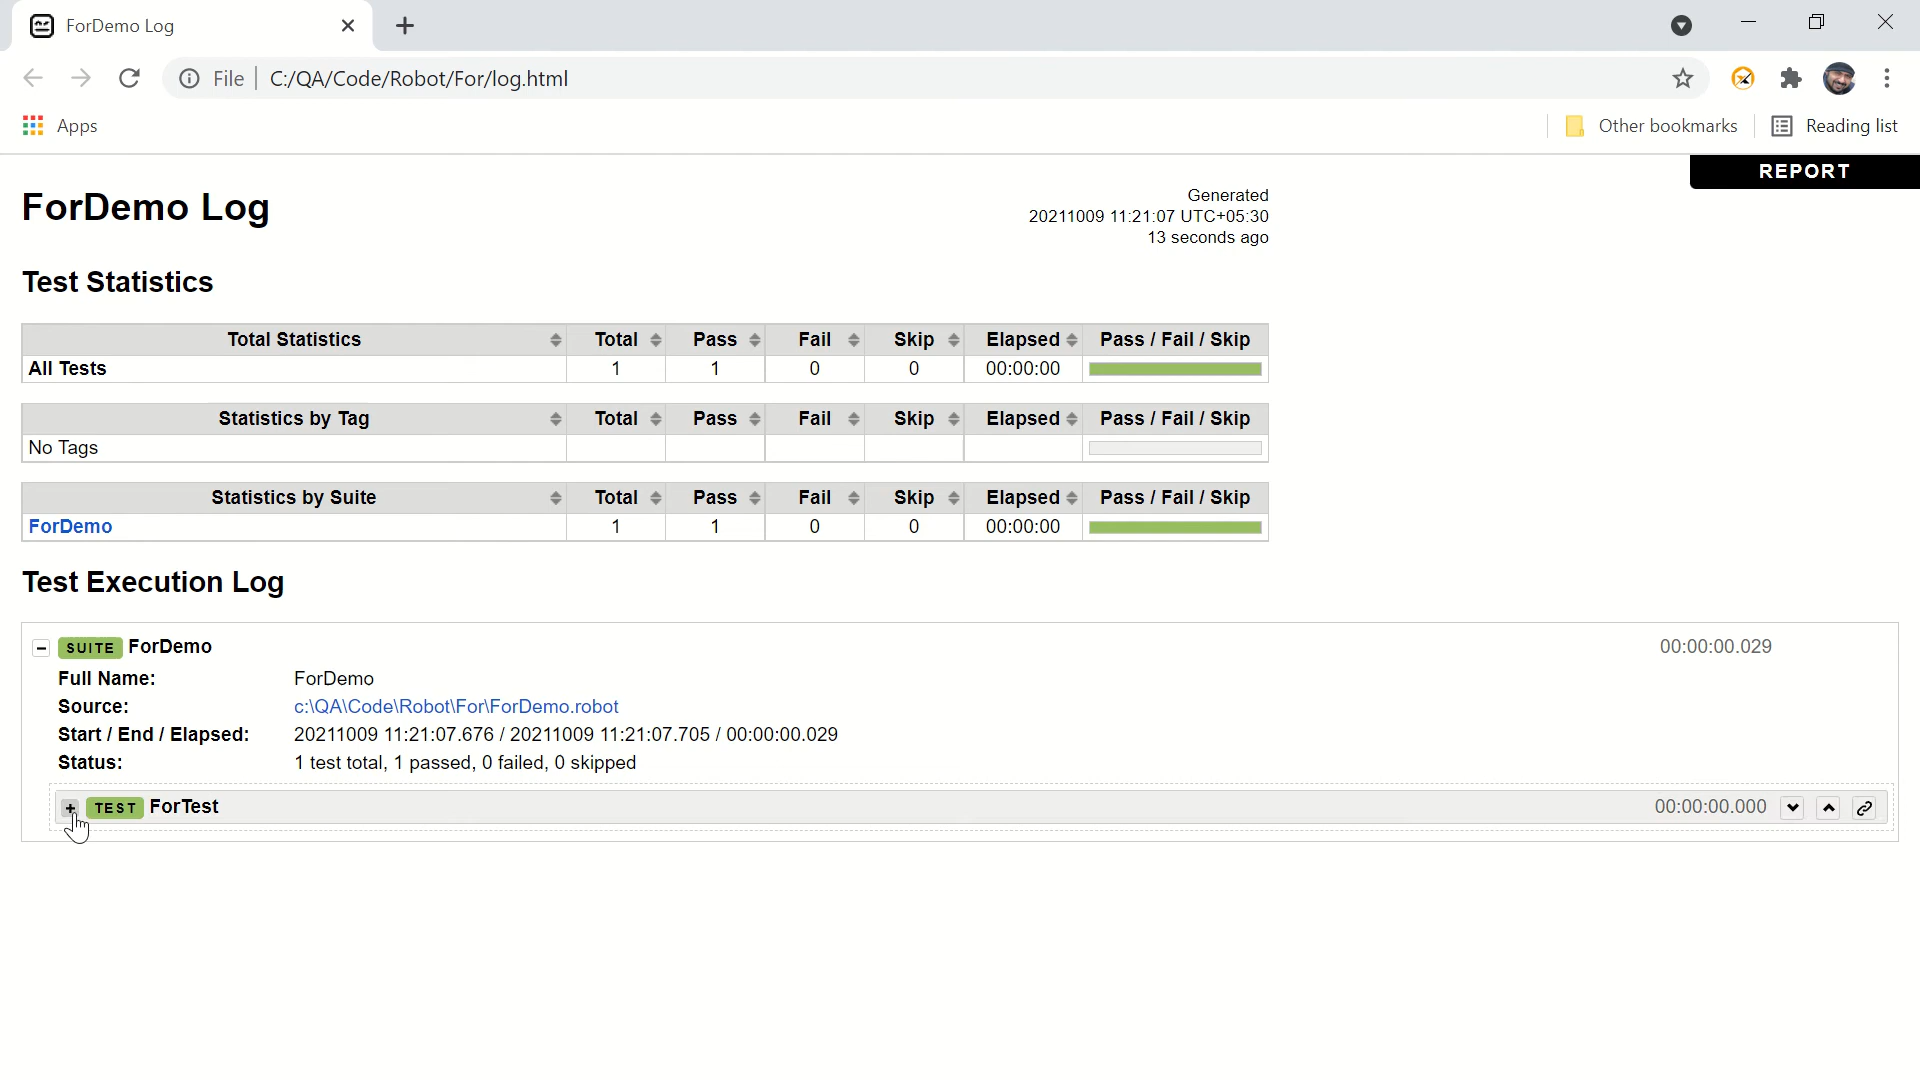 ForDemo Log
File
C:/QA/Code/Robot/For/log.html
Apps
Other bookmarks
Reading list
REPORT
ForDemo Log
Generated
20211009 11:21:07 UTC+05:30
13 seconds ago
Test Statistics
Total Statistics Total Pass Fail Skip Elapsed Pass / Fail / Skip
All Tests 1 1 0 0 00:00:00
Statistics by Tag Total Pass Fail Skip Elapsed Pass / Fail / Skip
No Tags
Statistics by Suite Total Pass Fail Skip Elapsed Pass / Fail / Skip
ForDemo 1 1 0 0 00:00:00
Test Execution Log
SUITE ForDemo 00:00:00.029
Full Name: ForDemo
Source: c:\QA\Code\Robot\For\ForDemo.robot
Start / End / Elapsed: 20211009 11:21:07.676 / 20211009 11:21:07.705 / 00:00:00.029
Status: 1 test total, 1 passed, 0 failed, 0 skipped
TEST ForTest 00:00:00.000